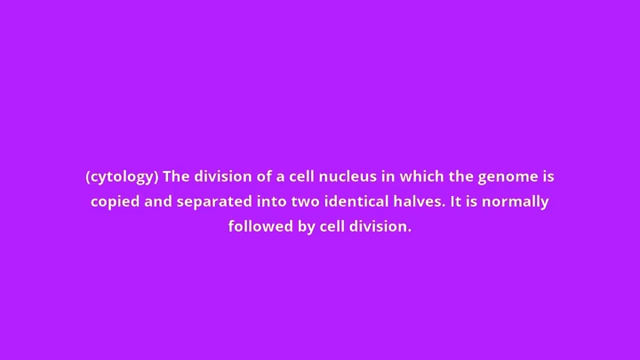 (cytology) The division of a cell nucleus in which the genome is
copied and separated into two identical halves. It is normally
followed by cell division.